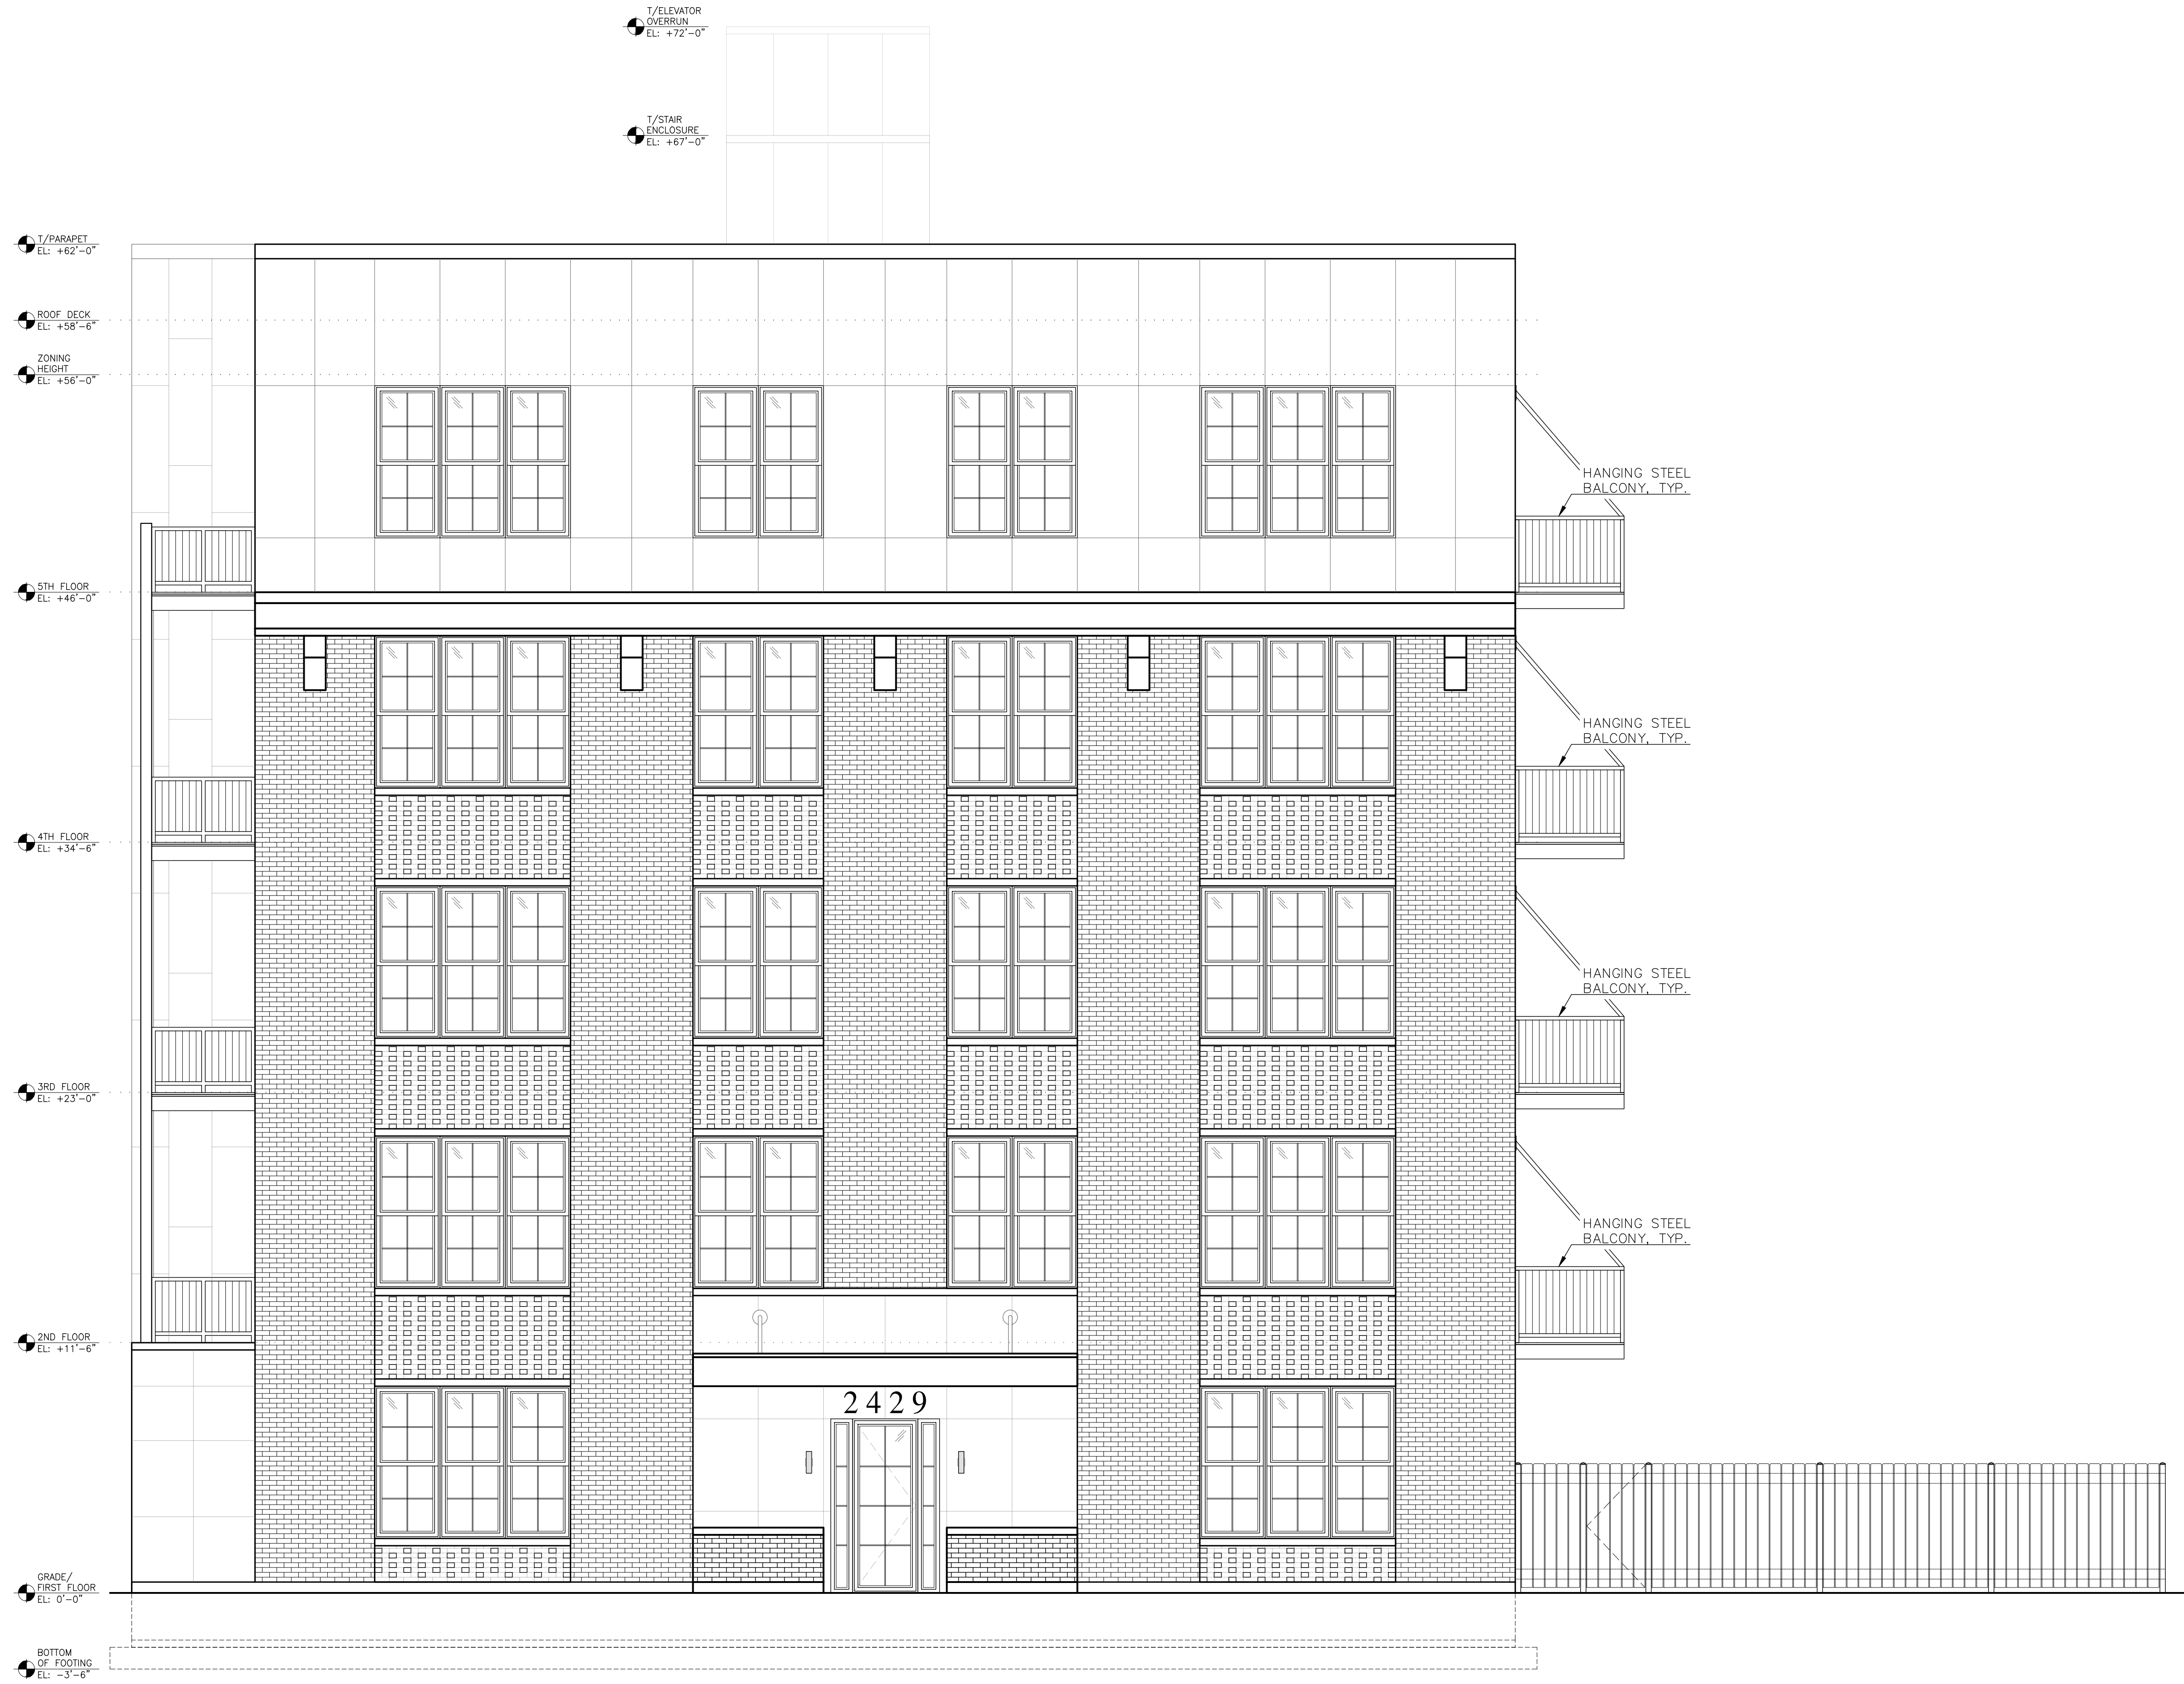 T/ELEVATOR
OVERRUN
EL: +72'-0"
T/STAIR
ENCLOSURE
EL: +67'-0"
T/PARAPET
EL: +62'-0"
ROOF DECK
EL: +58'-6"
ZONING
HEIGHT
EL: +56'-0"
HANGING STEEL
BALCONY, TYP.
5TH FLOOR
EL: +46'-0"
HANGING STEEL
BALCONY, TYP.
4TH FLOOR
EL: +34'-6"
HANGING STEEL
BALCONY, TYP.
3RD FLOOR
EL: +23'-0"
HANGING STEEL
BALCONY, TYP.
2ND FLOOR
EL: +11'-6"
2429
GRADE/
FIRST FLOOR
EL: 0'-0"
BOTTOM
OF FOOTING
EL: -3'-6"